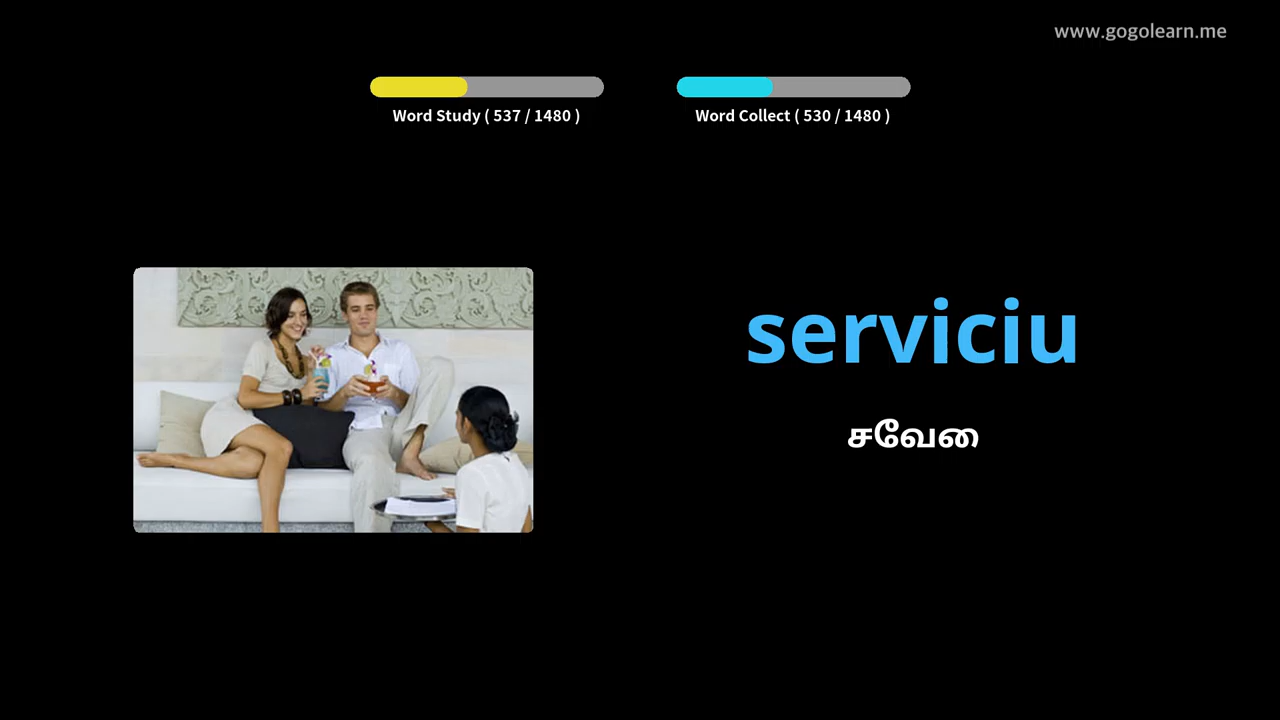 www.gogolearn.me
Word Study ( 537 / 1480 )
Word Collect ( 530 / 1480 )
serviciu
சவேை